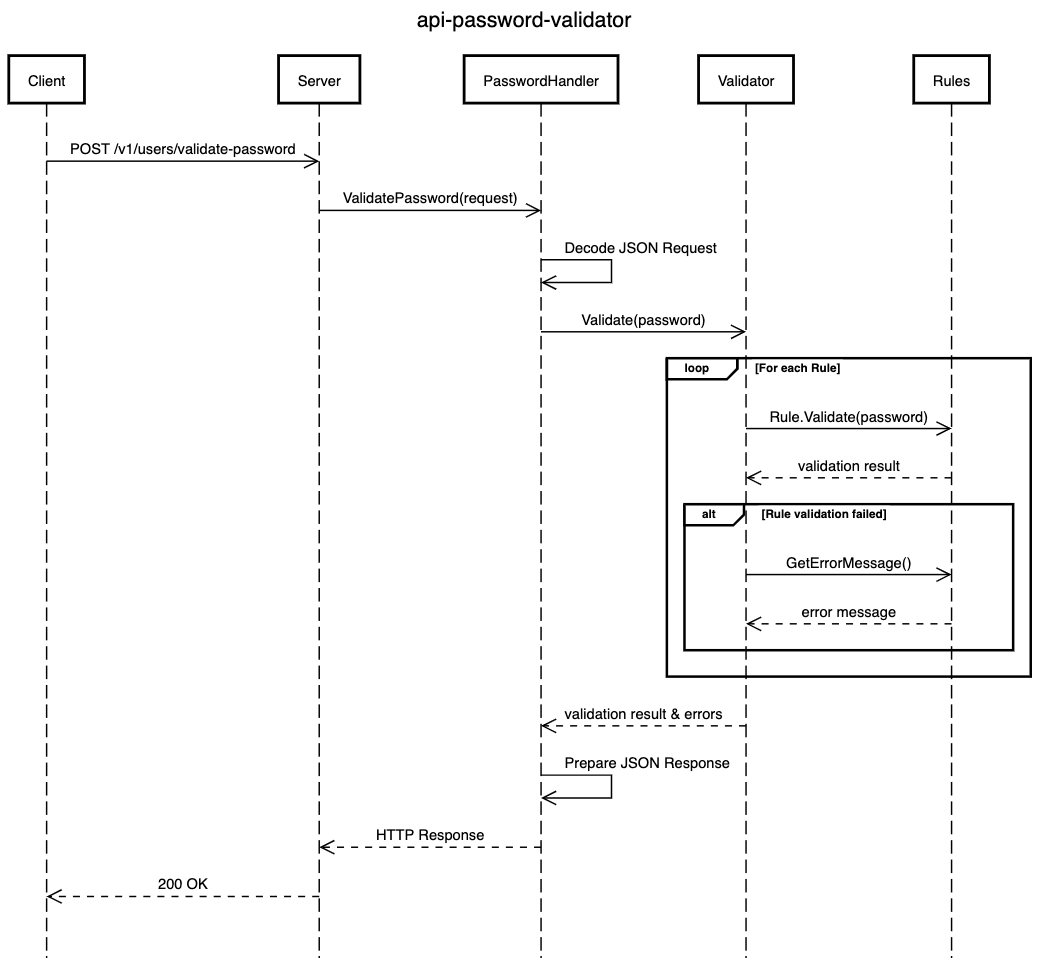 api-password-validator
Client
Server
PasswordHandler
Validator
Rules
POST /v1/users/validate-password
ValidatePassword(request)
Decode JSON Request
Validate(password)
loop
[For each Rule]
Rule.Validate(password)
validation result
alt
[Rule validation failed]
GetErrorMessage()
error message
validation result & errors
Prepare JSON Response
HTTP Response
200 OK